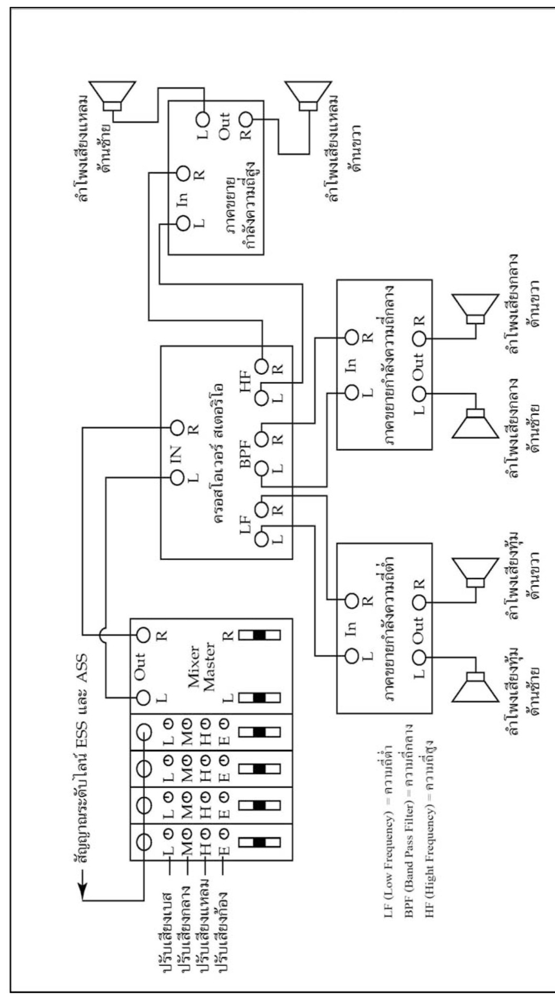 สัญญาณระดับไลน์ ESS และ ASS
ปรับเสียงเบส
ปรับเสียงกลาง
ปรับเสียงแหลม
ปรับเสียงก้อง
L
M
H
E
L
M
H
E
L
M
H
E
L
M
H
E
Out
L R
Mixer
Master
L R
IN
L R
ครอสโอเวอร์ สเตอริโอ
LF BPF HF
L R L R L R
ลำโพงเสียงแหลม
ด้านซ้าย
In
L R
ภาคขยาย
กำลังความถี่สูง
L
Out
R
ลำโพงเสียงแหลม
ด้านขวา
In
L R
ภาคขยายกำลังความถี่ต่ำ
L Out R
ลำโพงเสียงทุ้ม
ด้านซ้าย
ลำโพงเสียงทุ้ม
ด้านขวา
In
L R
ภาคขยายกำลังความถี่กลาง
L Out R
ลำโพงเสียงกลาง
ด้านซ้าย
ลำโพงเสียงกลาง
ด้านขวา
LF (Low Frequency) = ความถี่ต่ำ
BPF (Band Pass Filter) = ความถี่กลาง
HF (Hight Frequency) = ความถี่สูง